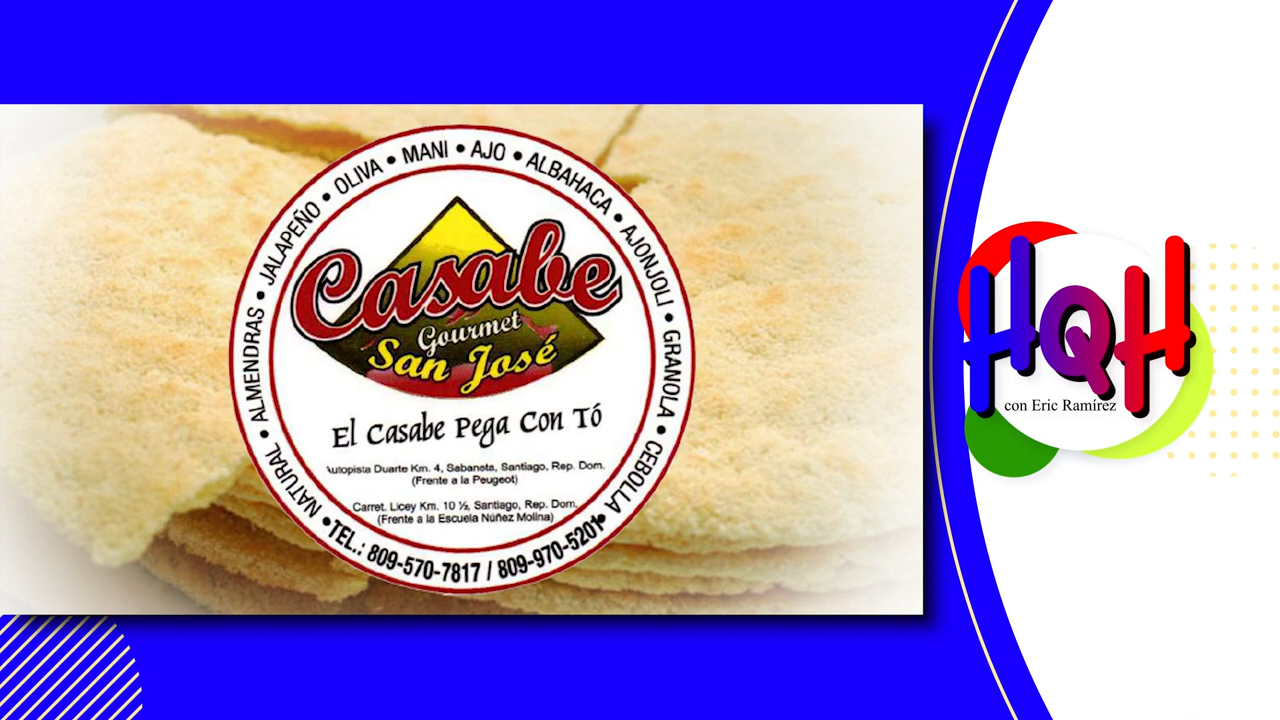 NATURAL • ALMENDRAS • JALAPEÑO • OLIVA • MANI • AJO • ALBAHACA • AJONJOLI • GRANOLA • CEBOLLA
Casabe
Gourmet
San José
El Casabe Pega Con Tó
Autopista Duarte Km. 4, Sabaneta, Santiago, Rep. Dom.
(Frente a la Peugeot)
Carret. Licey Km. 10 ½, Santiago, Rep. Dom.
(Frente a la Escuela Núñez Molina)
•TEL.: 809-570-7817 / 809-970-5201•
HQH
con Eric Ramírez